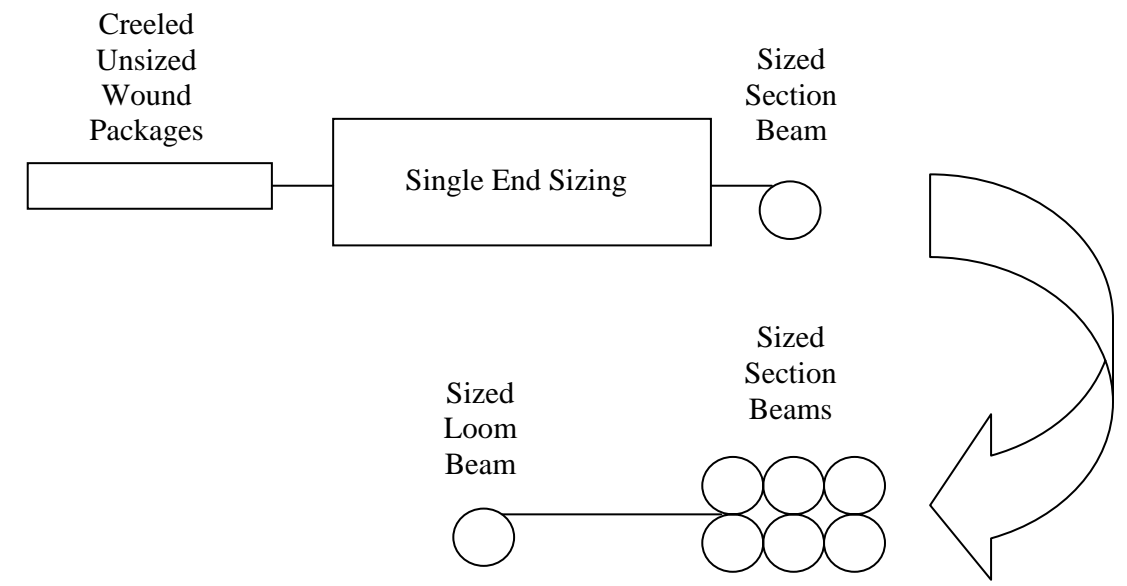 Creeled
Unsized
Wound
Packages
Single End Sizing
Sized
Section
Beam
Sized
Section
Beams
Sized
Loom
Beam